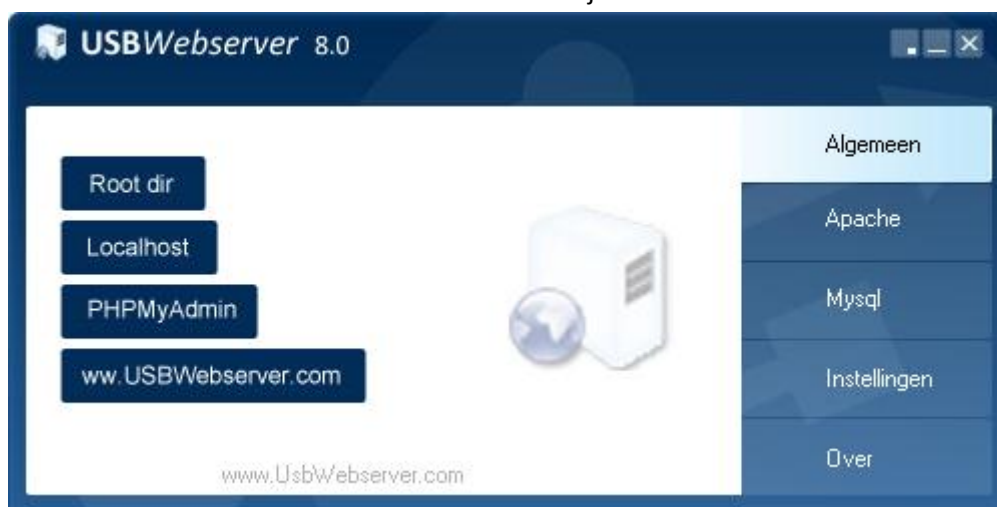 USBWebserver 8.0
Root dir
Localhost
PHPMyAdmin
ww.USBWebserver.com
www.UsbWebserver.com
Algemeen
Apache
Mysql
Instellingen
Over